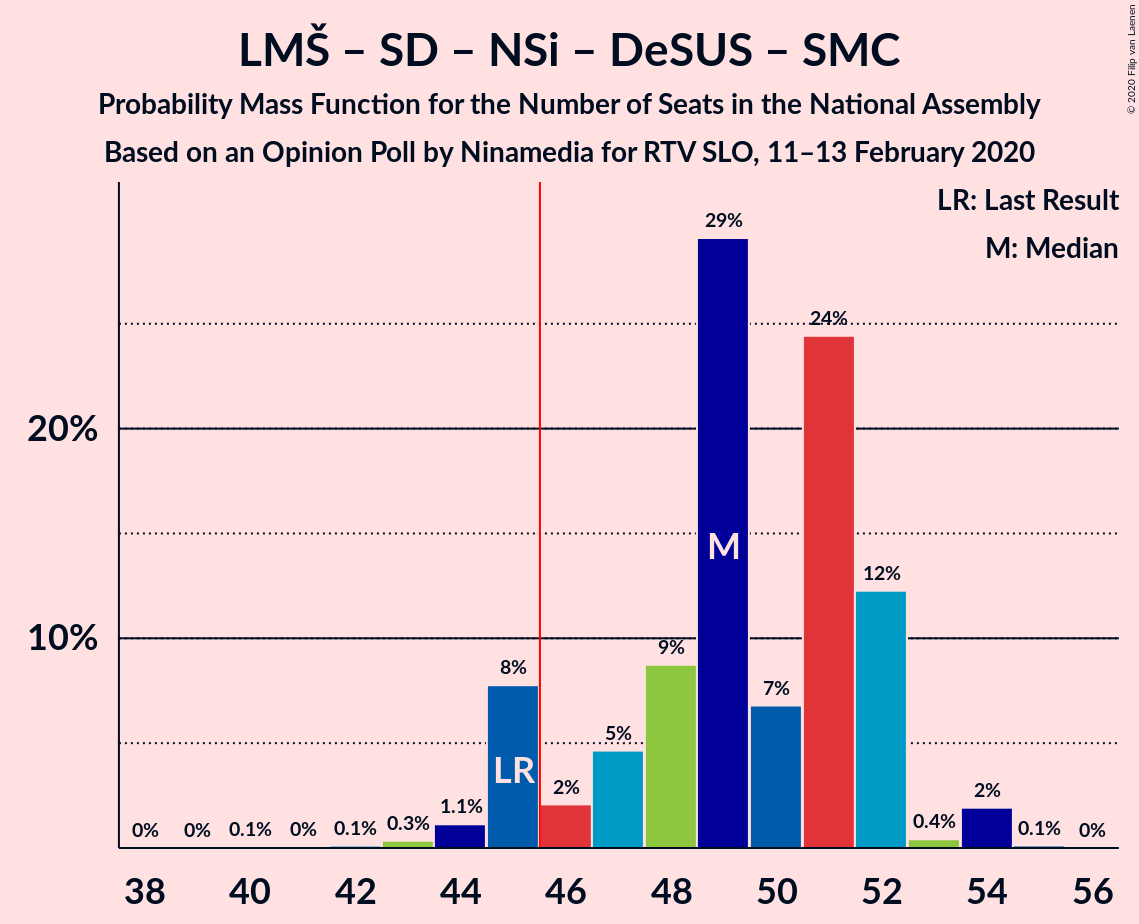 LMŠ – SD – NSi – DeSUS – SMC
Probability Mass Function for the Number of Seats in the National Assembly
Based on an Opinion Poll by Ninamedia for RTV SLO, 11–13 February 2020
© 2020 Filip van Laenen
LR: Last Result
M: Median
20%
10%
0%
0%
0.1%
0%
0.1%
0.3%
1.1%
8%
2%
5%
9%
29%
7%
24%
12%
0.4%
2%
0.1%
0%
LR
M
38 40 42 44 46 48 50 52 54 56